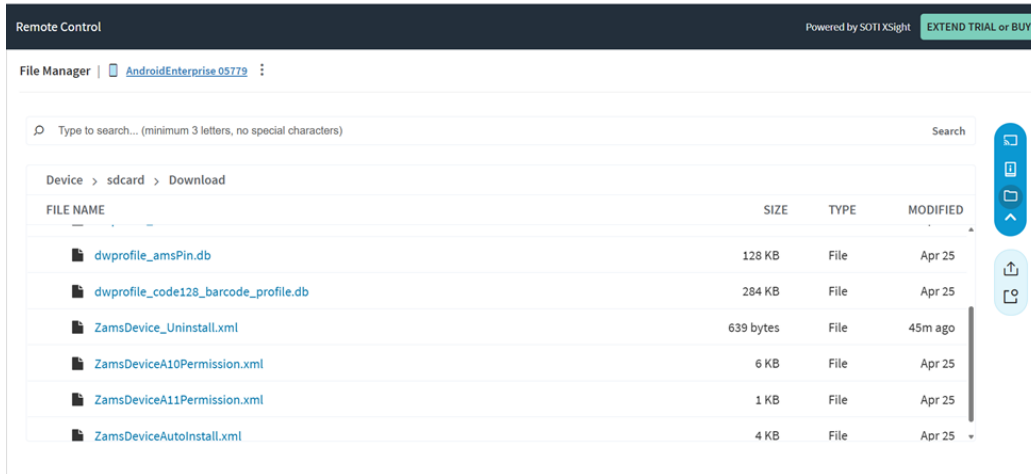 Remote Control Powered by SOTI XSight EXTEND TRIAL or BUY
File Manager | AndroidEnterprise 05779
Type to search... (minimum 3 letters, no special characters) Search
Device > sdcard > Download
FILE NAME SIZE TYPE MODIFIED
dwprofile_amsPin.db 128 KB File Apr 25
dwprofile_code128_barcode_profile.db 284 KB File Apr 25
ZamsDevice_Uninstall.xml 639 bytes File 45m ago
ZamsDeviceA10Permission.xml 6 KB File Apr 25
ZamsDeviceA11Permission.xml 1 KB File Apr 25
ZamsDeviceAutoInstall.xml 4 KB File Apr 25